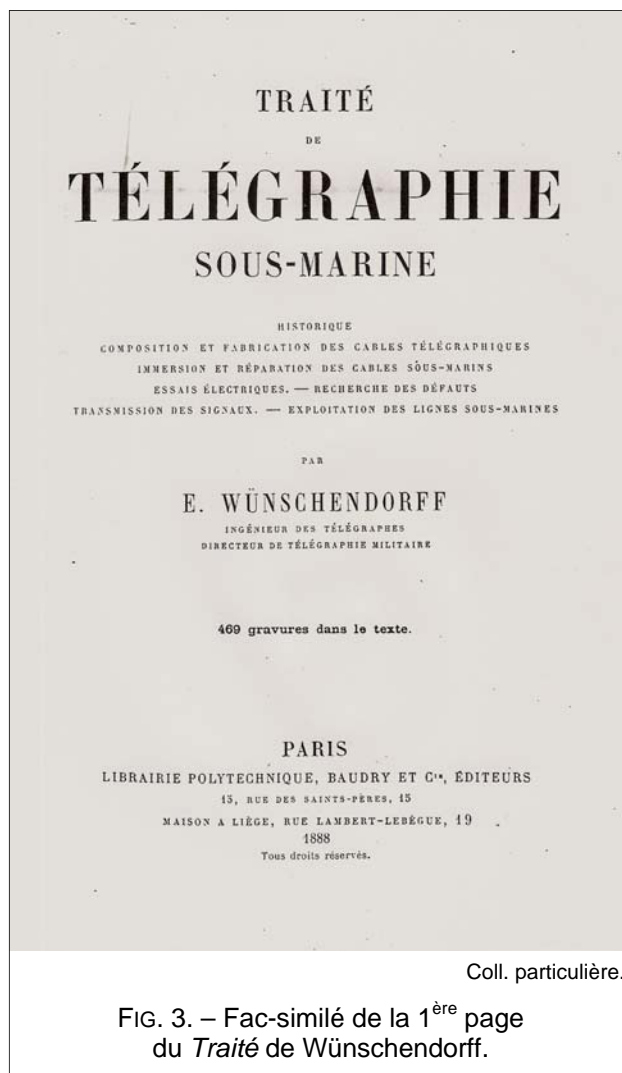 TRAITÉ
DE
TÉLÉGRAPHIE
SOUS-MARINE
HISTORIQUE
COMPOSITION ET FABRICATION DES CABLES TÉLÉGRAPHIQUES
IMMERSION ET RÉPARATION DES CABLES SOUS-MARINS
ESSAIS ÉLECTRIQUES. — RECHERCHE DES DÉFAUTS
TRANSMISSION DES SIGNAUX. — EXPLOITATION DES LIGNES SOUS-MARINES
PAR
E. WÜNSCHENDORFF
INGÉNIEUR DES TÉLÉGRAPHES
DIRECTEUR DE TÉLÉGRAPHIE MILITAIRE
469 gravures dans le texte.
PARIS
LIBRAIRIE POLYTECHNIQUE, BAUDRY ET Cie, ÉDITEURS
15, RUE DES SAINTS-PÈRES, 15
MAISON A LIÈGE, RUE LAMBERT-LEBÈGUE, 19
1888
Tous droits réservés.
Coll. particulière.
FIG. 3. – Fac-similé de la 1ère page
du Traité de Wünschendorff.